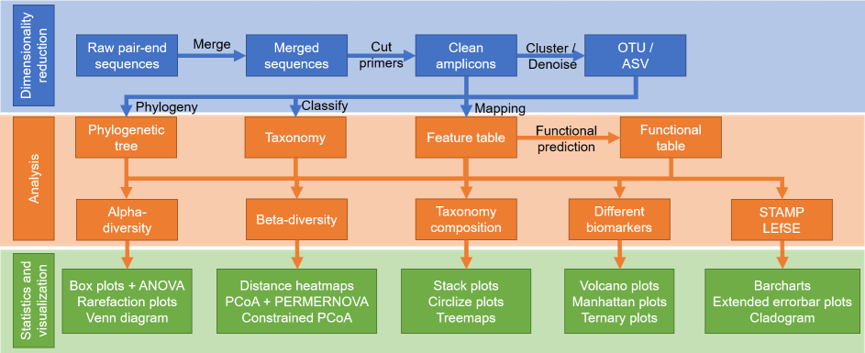 Dimensionality
reduction
Raw pair-end
sequences
Merge
Merged
sequences
Cut
primers
Clean
amplicons
Cluster /
Denoise
OTU /
ASV
Phylogeny
Classify
Mapping
Analysis
Phylogenetic
tree
Taxonomy
Feature table
Functional
prediction
Functional
table
Alpha-
diversity
Beta-diversity
Taxonomy
composition
Different
biomarkers
STAMP
LEfSE
Statistics and
visualization
Box plots + ANOVA
Rarefaction plots
Venn diagram
Distance heatmaps
PCoA + PERMERNOVA
Constrained PCoA
Stack plots
Circlize plots
Treemaps
Volcano plots
Manhattan plots
Ternary plots
Barcharts
Extended errorbar plots
Cladogram